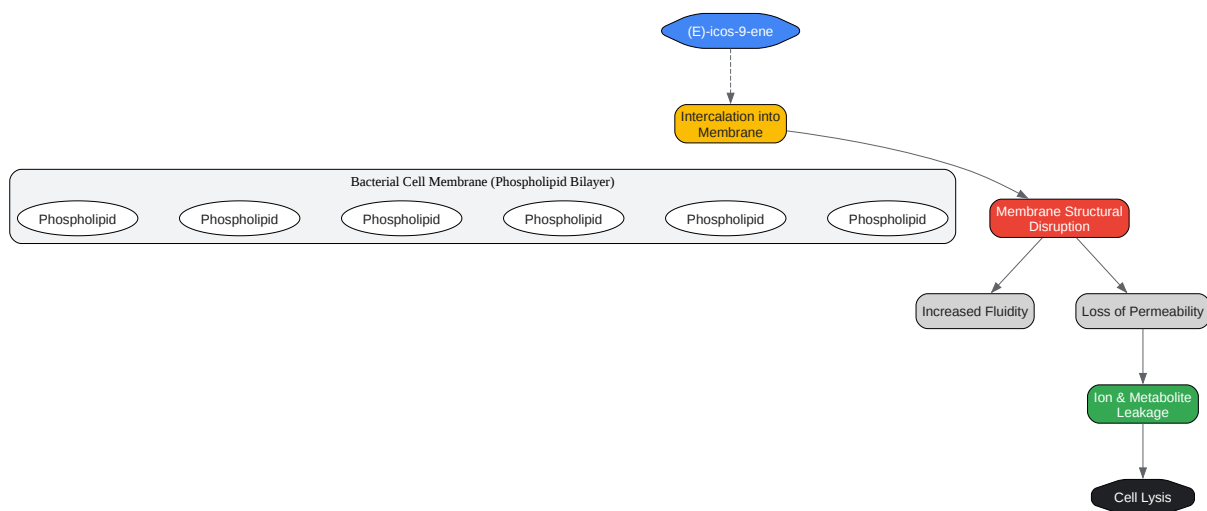 (E)-icos-9-ene
Intercalation into
Membrane
Bacterial Cell Membrane (Phospholipid Bilayer)
Phospholipid
Phospholipid
Phospholipid
Phospholipid
Phospholipid
Phospholipid
Membrane Structural
Disruption
Increased Fluidity
Loss of Permeability
Ion & Metabolite
Leakage
Cell Lysis